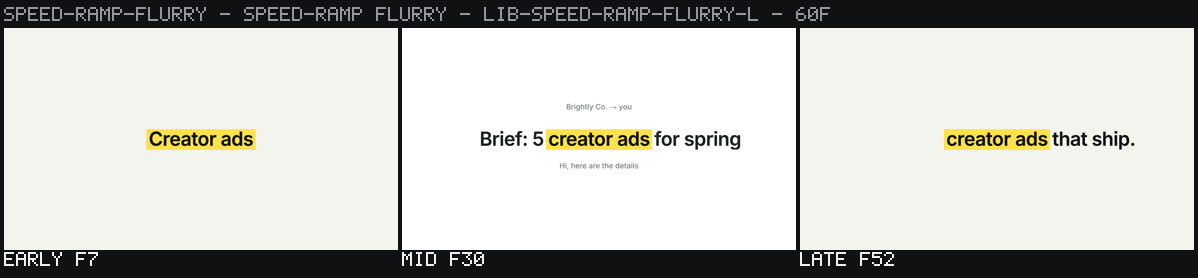 SPEED-RAMP-FLURRY - SPEED-RAMP FLURRY - LIB-SPEED-RAMP-FLURRY-L - 60F
Creator ads
Brightly Co. → you
Brief: 5 creator ads for spring
Hi, here are the details
creator ads that ship.
EARLY F7
MID F30
LATE F52